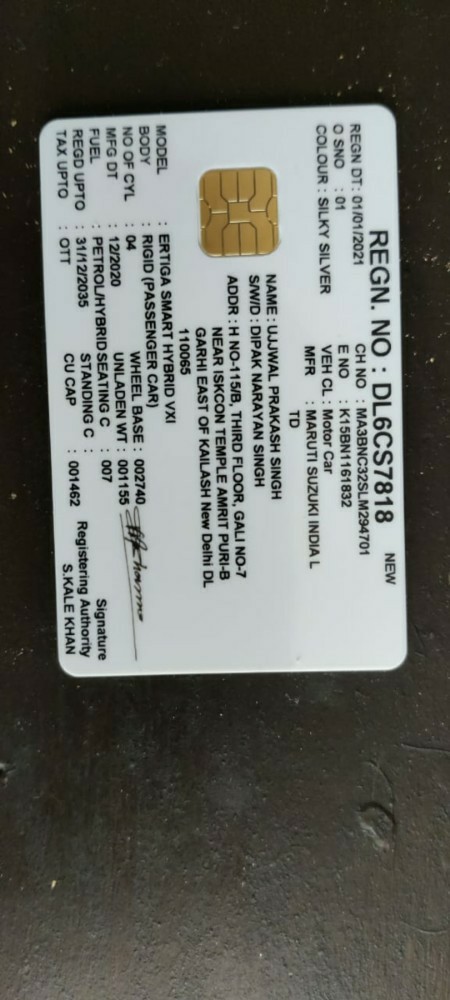 REGN. NO : DL6CS7818 NEW
REGN DT : 01/01/2021 CH NO : MA3BNC32SLM294701
O SNO : 01 E NO : K15BN1161832
COLOUR : SILKY SILVER VEH CL : Motor Car
MFR : MARUTI SUZUKI INDIA L
TD
NAME : UJJWAL PRAKASH SINGH
S/W/D : DIPAK NARAYAN SINGH
ADDR : H NO-115/B, THIRD FLOOR, GALI NO-7
NEAR ISKCON TEMPLE AMRIT PURI-B
GARHI EAST OF KAILASH New Delhi DL
110065
MODEL : ERTIGA SMART HYBRID VXI
BODY : RIGID (PASSENGER CAR)
NO OF CYL : 04 WHEEL BASE : 002740
MFG DT : 12/2020 UNLADEN WT : 001155
FUEL : PETROL/HYBRID SEATING C : 007
REGD UPTO : 31/12/2035 STANDING C :
TAX UPTO : OTT CU CAP : 001462
Signature
Registering Authority
S.KALE KHAN